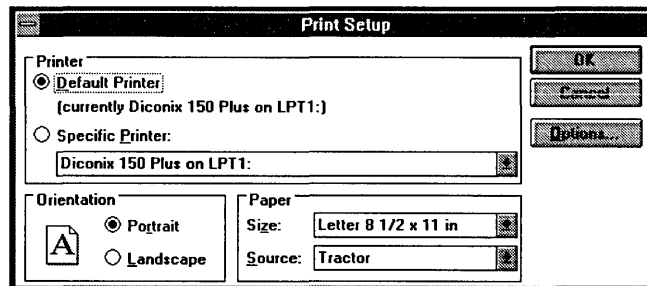 Print Setup
Printer
Default Printer
(currently Diconix 150 Plus on LPT1:)
Specific Printer:
Diconix 150 Plus on LPT1:
OK
Cancel
Options...
Orientation
A
Portrait
Landscape
Paper
Size: Letter 8 1/2 x 11 in
Source: Tractor